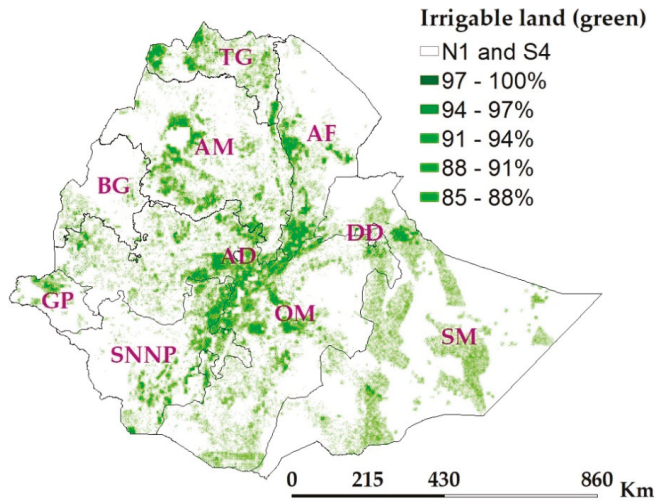 Irrigable land (green)
N1 and S4
97 - 100%
94 - 97%
91 - 94%
88 - 91%
85 - 88%
TG
AF
AM
BG
DD
AD
GP
OM
SM
SNNP
0 215 430 860 Km